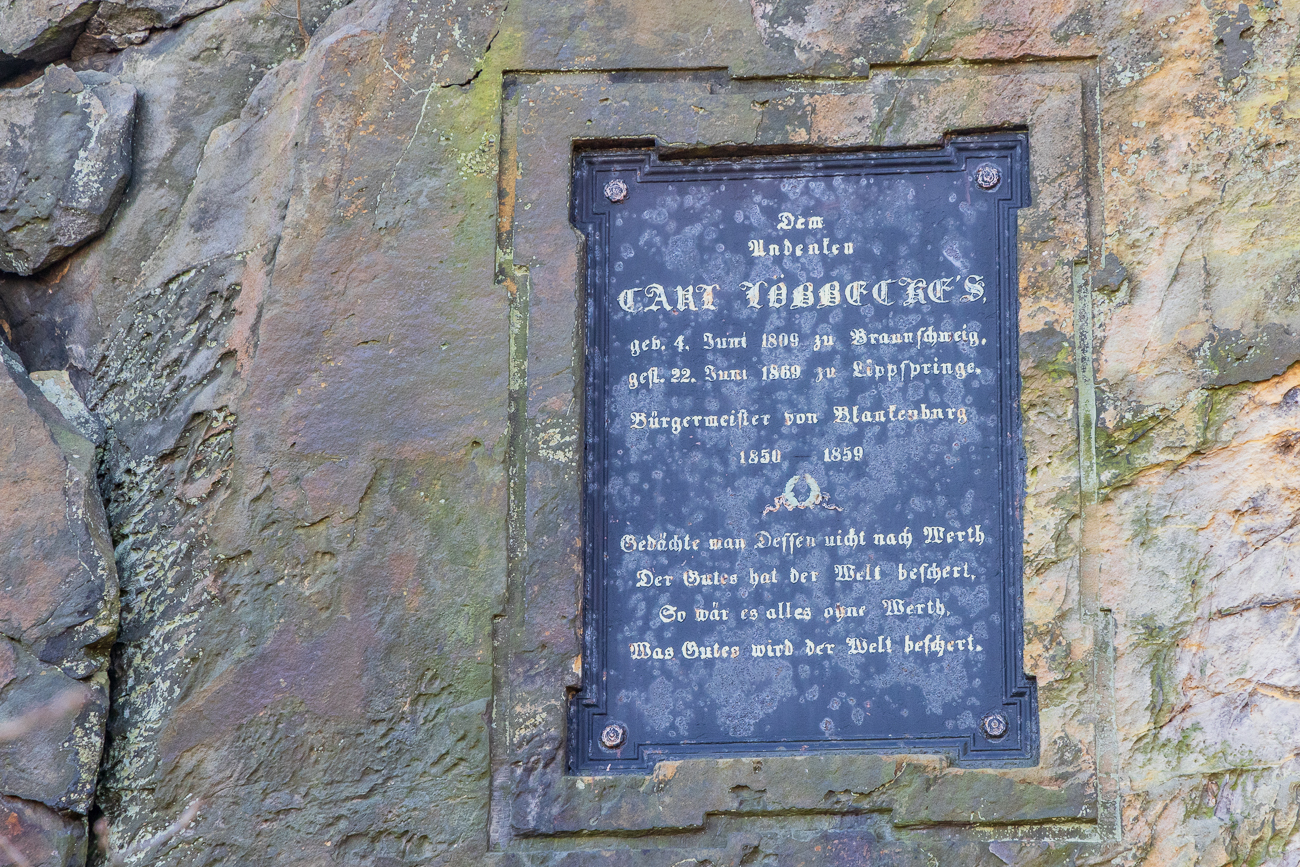 Dem
Andenken
CARL LÖBBECKE'S,
geb. 4. Juni 1809 zu Braunschweig,
gest. 22. Juni 1869 zu Lippspringe,
Bürgermeister von Blankenburg
1850 — 1859
Gedächte man Dessen nicht nach Werth
Der Gutes hat der Welt beschert,
So wär es alles ohne Werth,
Was Gutes wird der Welt beschert.